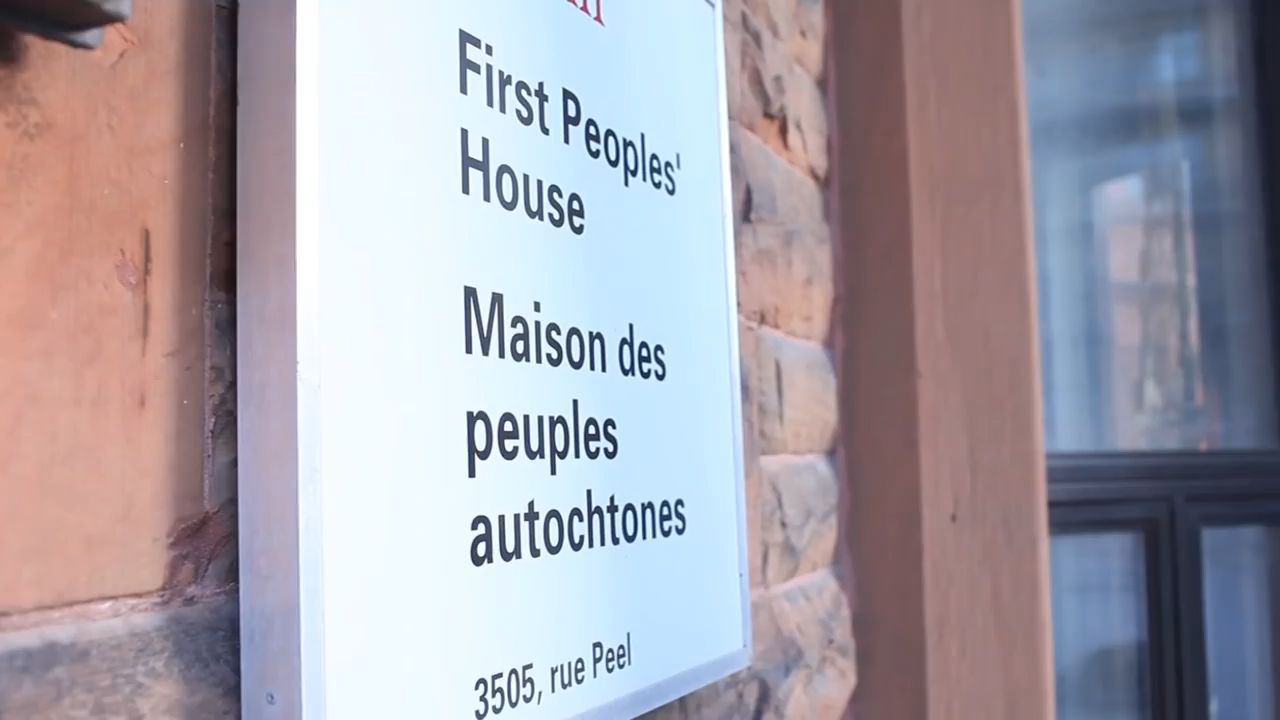 First Peoples'
House
Maison des
peuples
autochtones
3505, rue Peel